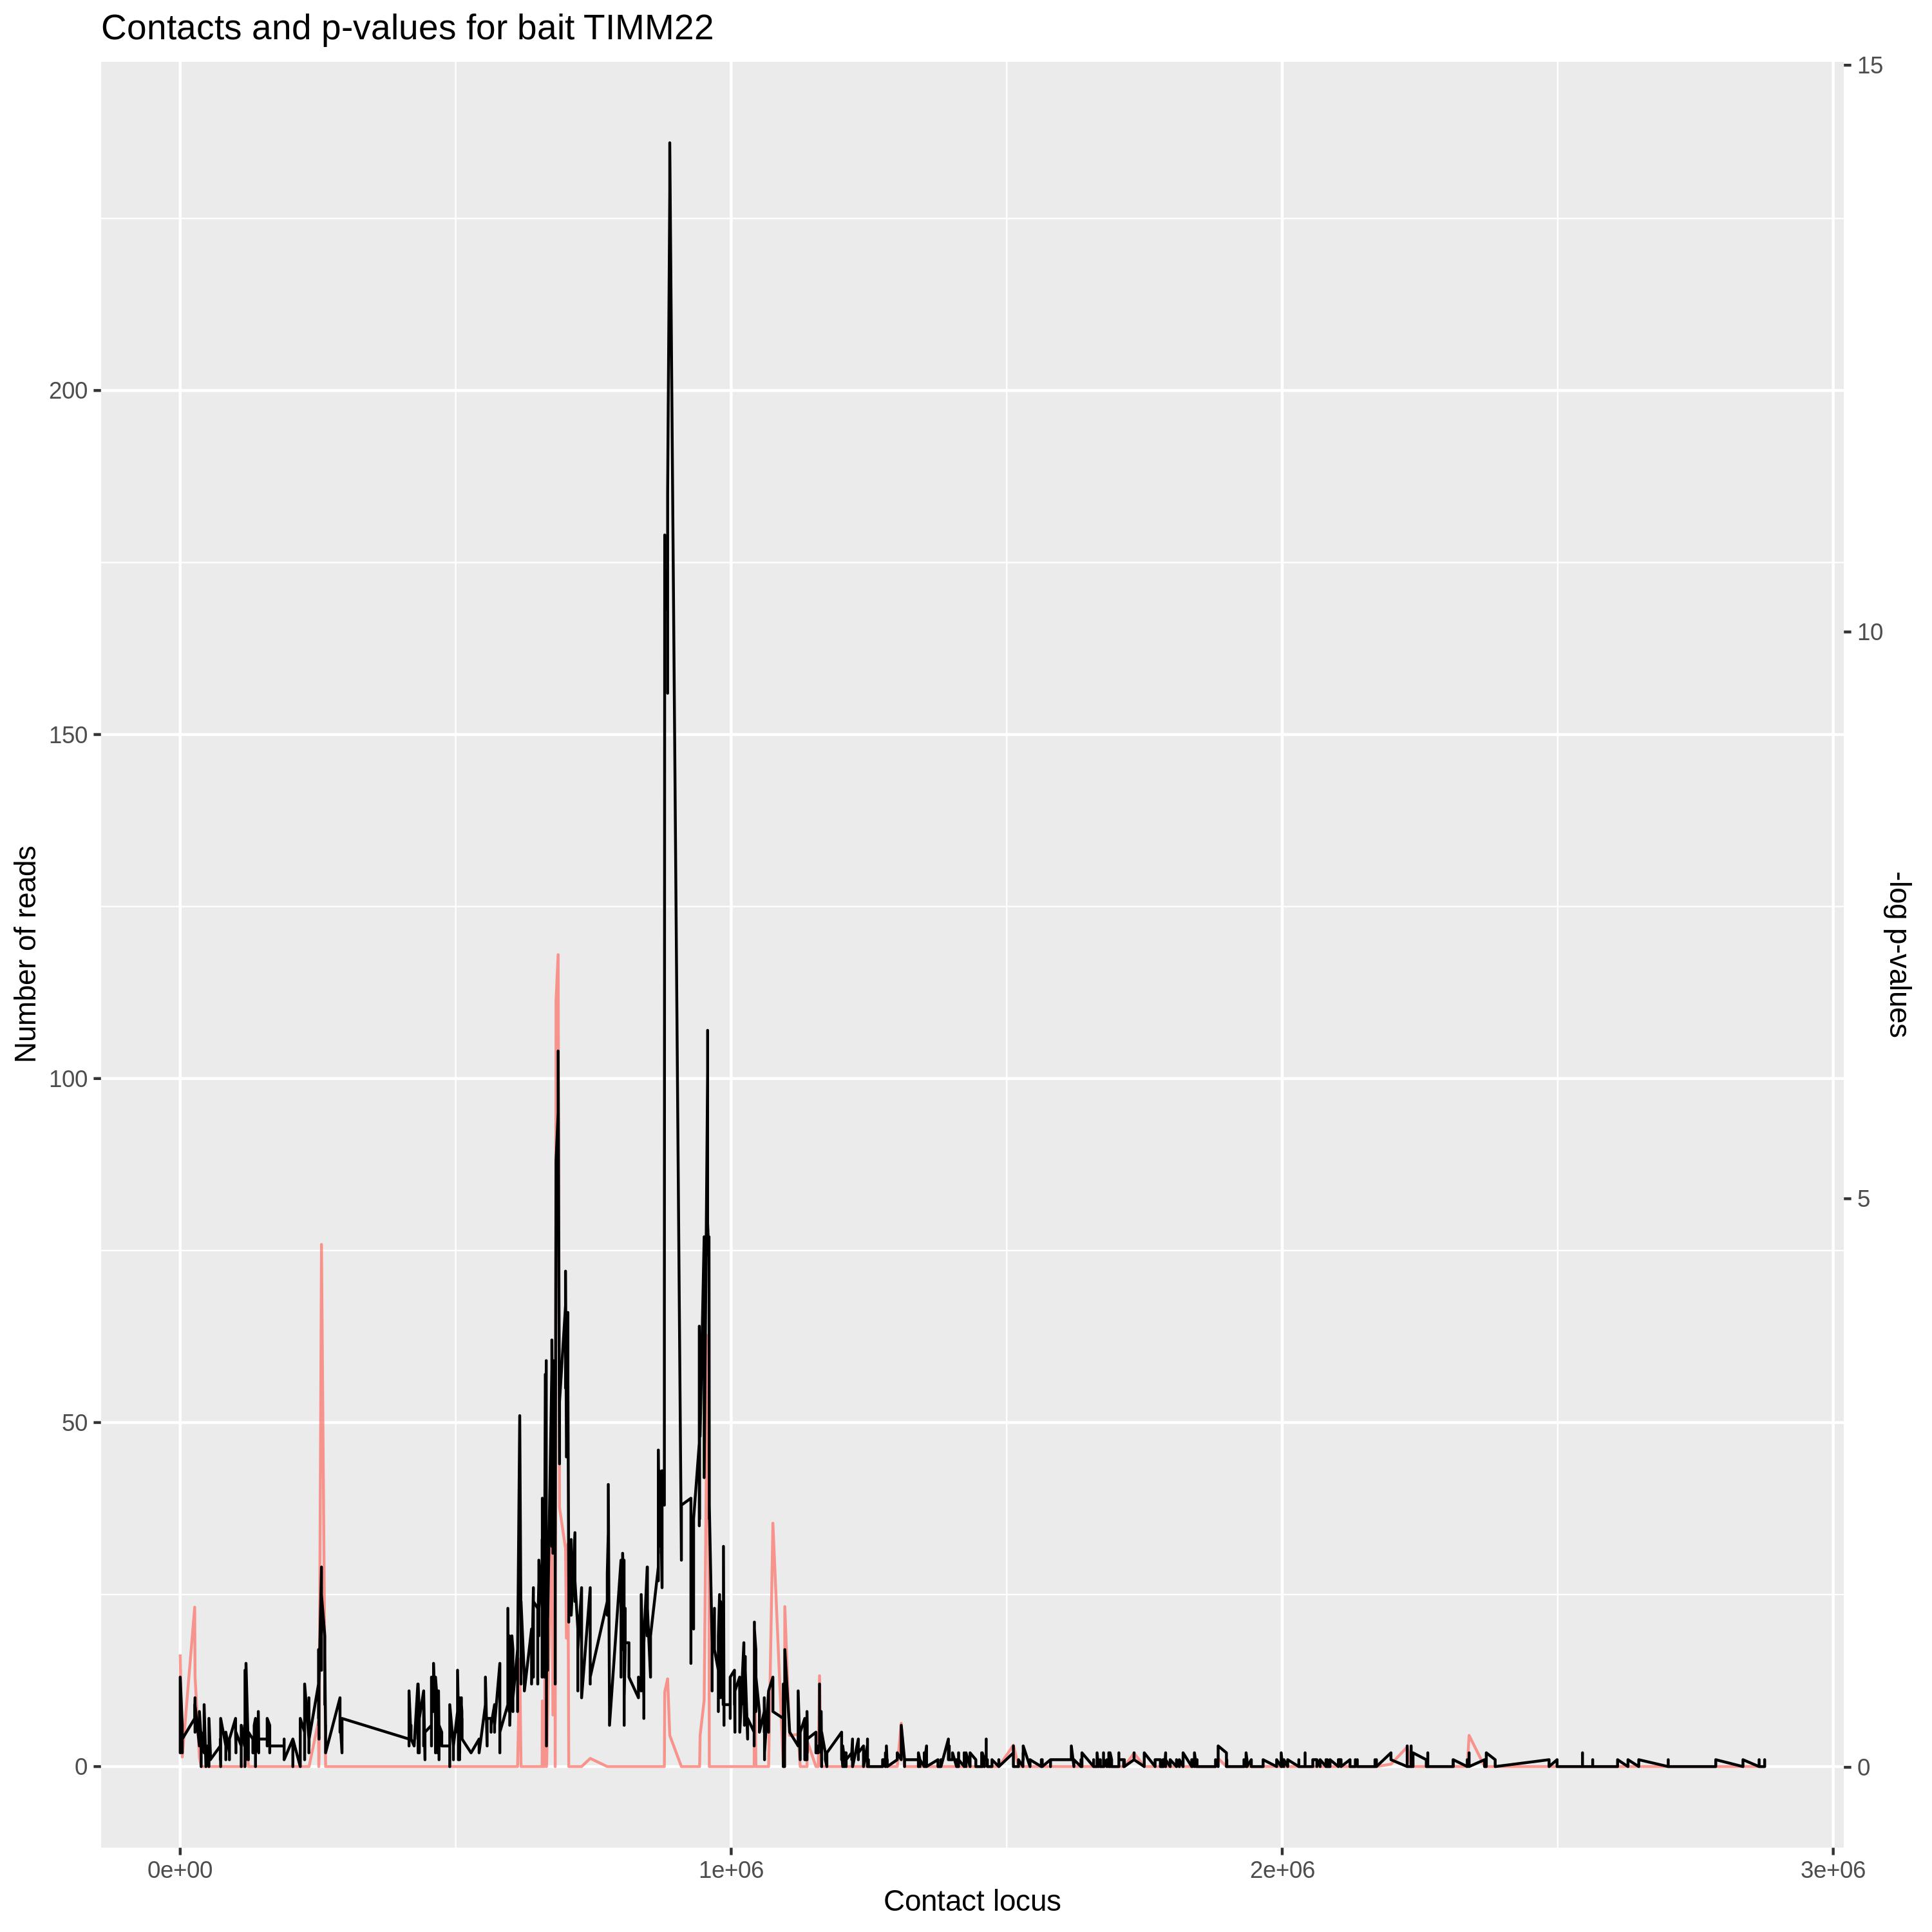 Contacts and p-values for bait TIMM22
15
200
10
150
Number of reads
-log p-values
100
5
50
0
0
0e+00
1e+06
2e+06
3e+06
Contact locus